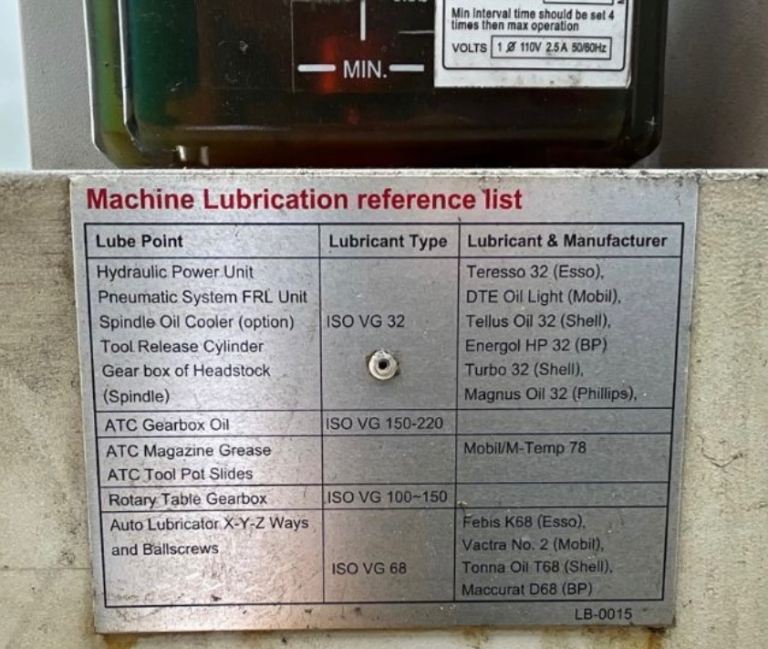 Min Interval time should be set 4
times then max operation
VOLTS 1 Ø 110V 2.5A 50/60Hz
MIN.
Machine Lubrication reference list
Lube Point Lubricant Type Lubricant & Manufacturer
Hydraulic Power Unit Teresso 32 (Esso),
Pneumatic System FRL Unit DTE Oil Light (Mobil),
Spindle Oil Cooler (option) ISO VG 32 Tellus Oil 32 (Shell),
Tool Release Cylinder Energol HP 32 (BP)
Gear box of Headstock Turbo 32 (Shell),
(Spindle) Magnus Oil 32 (Phillips),
ATC Gearbox Oil ISO VG 150-220
ATC Magazine Grease Mobil/M-Temp 78
ATC Tool Pot Slides
Rotary Table Gearbox ISO VG 100~150
Auto Lubricator X-Y-Z Ways Febis K68 (Esso),
and Ballscrews Vactra No. 2 (Mobil),
ISO VG 68 Tonna Oil T68 (Shell),
Maccurat D68 (BP)
LB-0015